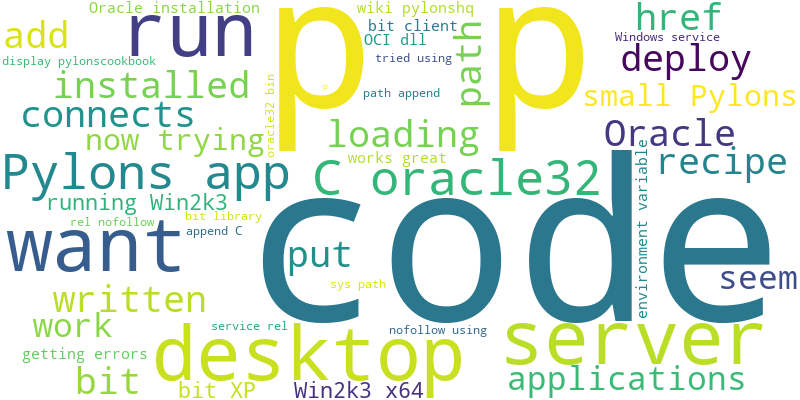 Oracle installation
wiki pylonshq
run
p p
href
add
bit client
Windows service
OCI dll
path
deploy
display pylonscookbook
tried using
installed
oracle32 bin
p
path append
small Pylons
connects
now trying
loading
Oracle
works great
recipe
Pylons app
C oracle32
running Win2k3
bit library
rel nofollow
append C
want
code
put
environment variable
seem
sys path
written
work
service rel
nofollow using
server
desktop
getting errors
bit
bit XP
Win2k3 x64
applications